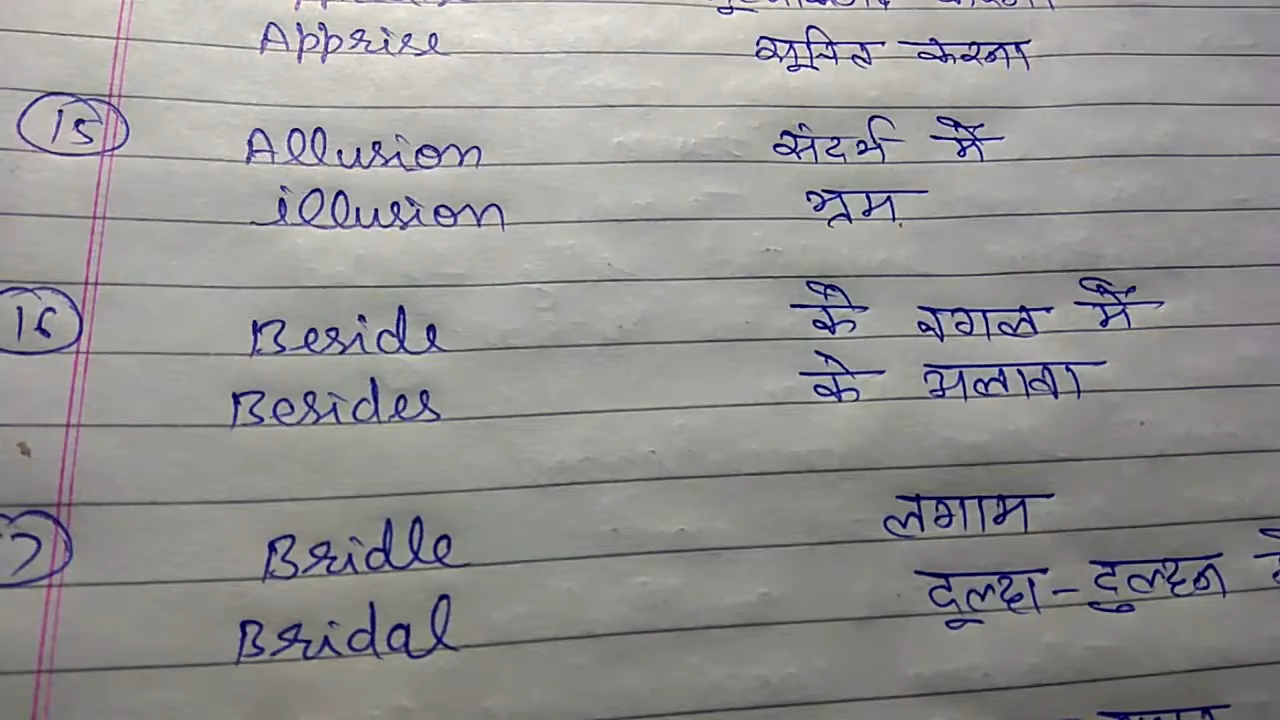 Apprise सूचित करना
15 Allusion संदर्भ में
illusion भ्रम
16 Beside के बगल में
Besides के अलावा
Bridle लगाम
Bridal दूल्हा-दुल्हन